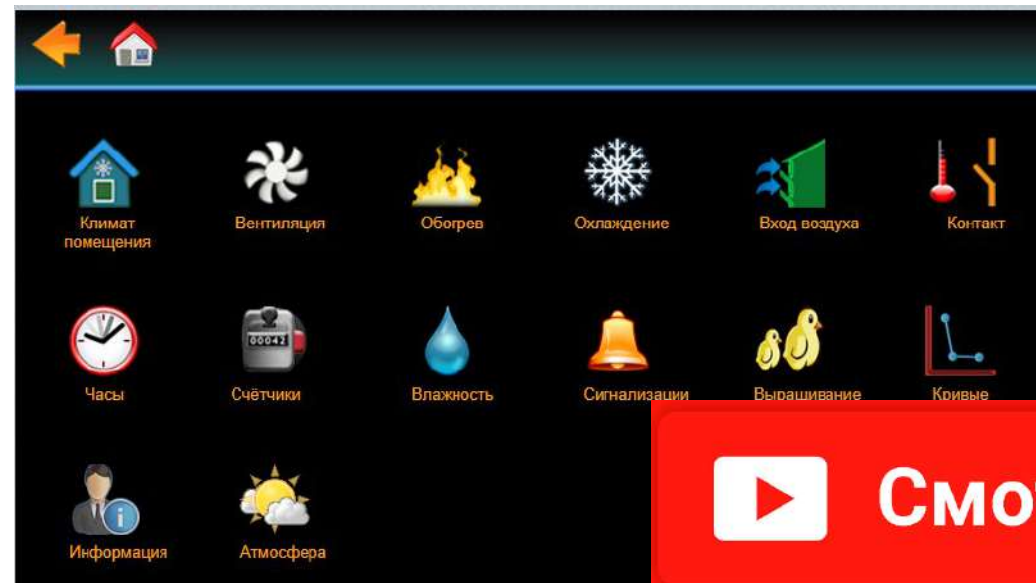 Климат
помещения
Вентиляция
Обогрев
Охлаждение
Вход воздуха
Контакт
Часы
00042
Счётчики
Влажность
Сигнализации
Выращивание
Кривые
Информация
Атмосфера
Смо